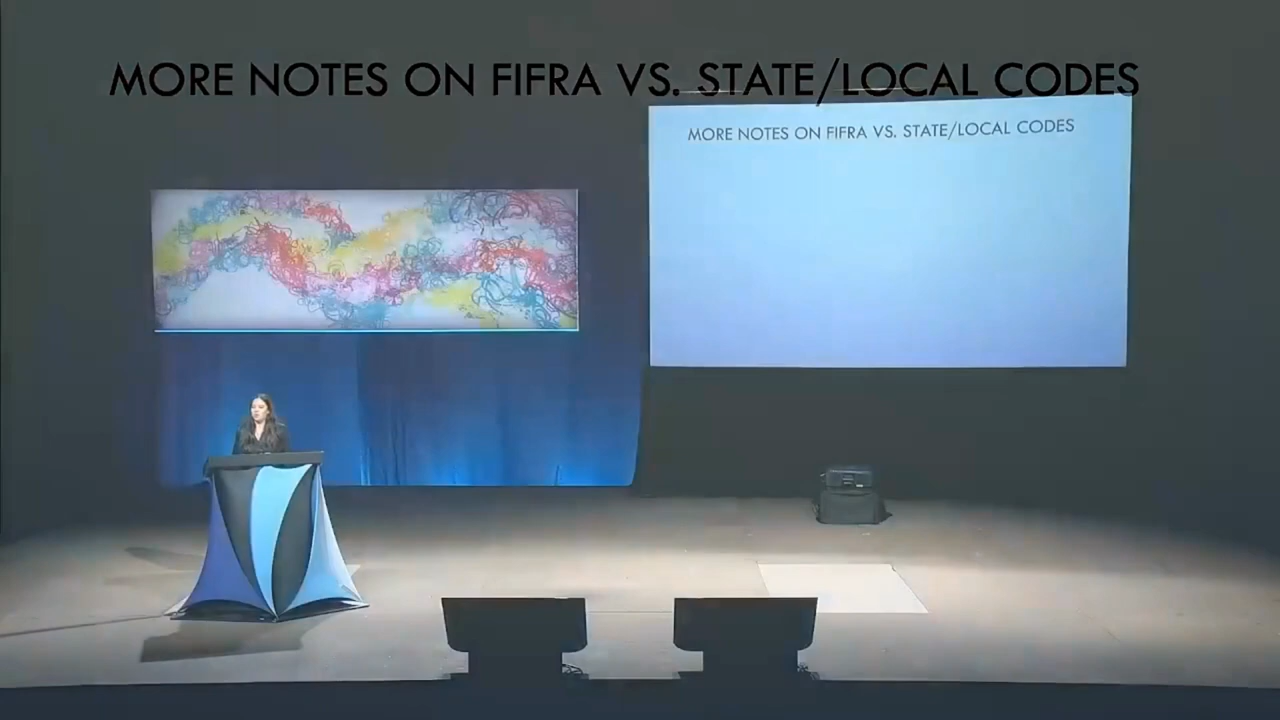 MORE NOTES ON FIFRA VS. STATE/LOCAL CODES
MORE NOTES ON FIFRA VS. STATE/LOCAL CODES